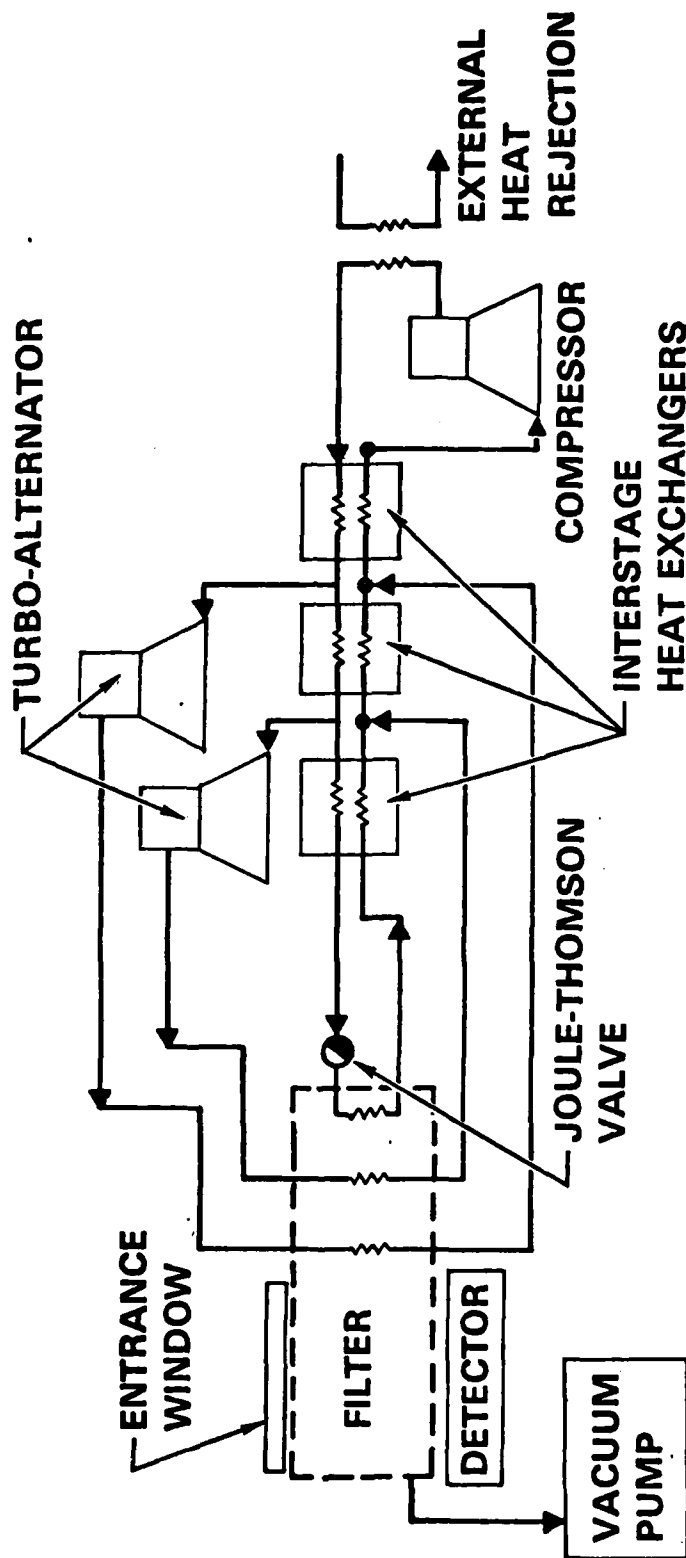 TURBO-ALTERNATOR
ENTRANCE
WINDOW
FILTER
DETECTOR
VACUUM
PUMP
JOULE-THOMSON
VALVE
INTERSTAGE
HEAT EXCHANGERS
COMPRESSOR
EXTERNAL
HEAT
REJECTION